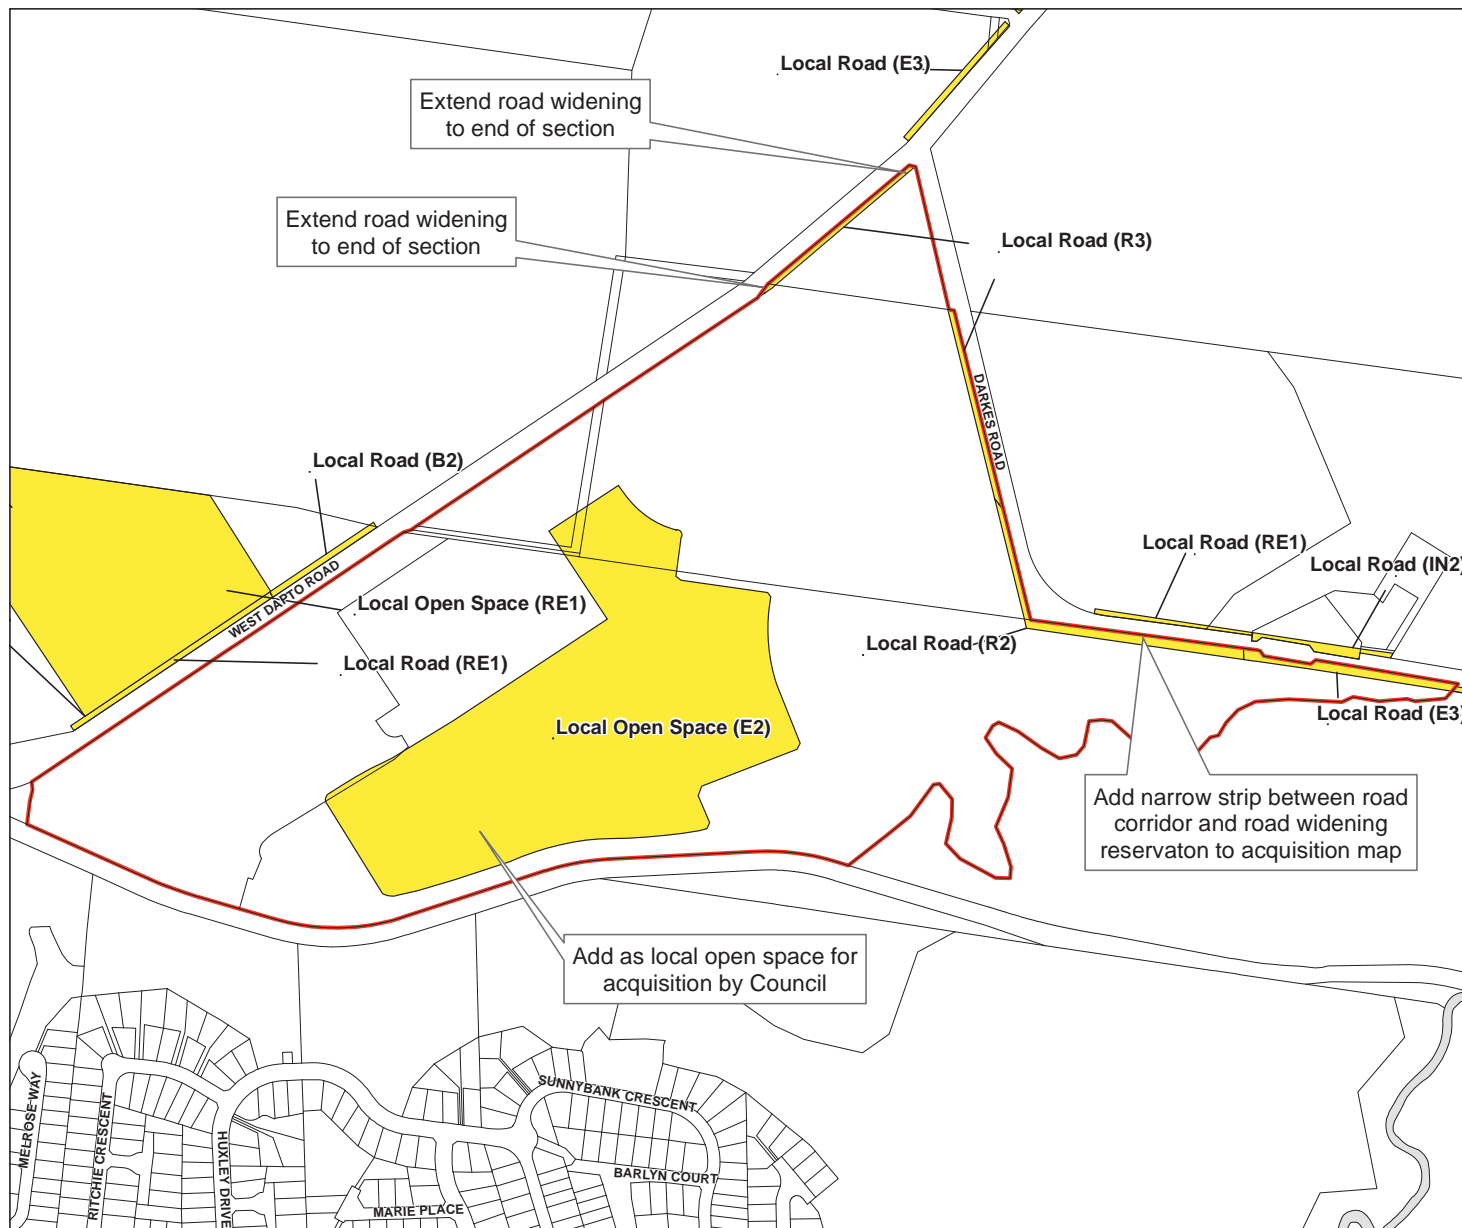 Local Road (E3)
Extend road widening
to end of section
Extend road widening
to end of section
Local Road (R3)
DARKES ROAD
Local Road (B2)
Local Road (RE1)
Local Road (IN2)
WEST DAPTO ROAD
Local Open Space (RE1)
Local Road (R2)
Local Road (RE1)
Local Open Space (E2)
Local Road (E3)
Add narrow strip between road
corridor and road widening
reservaton to acquisition map
Add as local open space for
acquisition by Council
SUNNYBANK CRESCENT
MELROSE WAY
RITCHIE CRESCENT
HUXLEY DRIVE
BARLYN COURT
MARIE PLACE